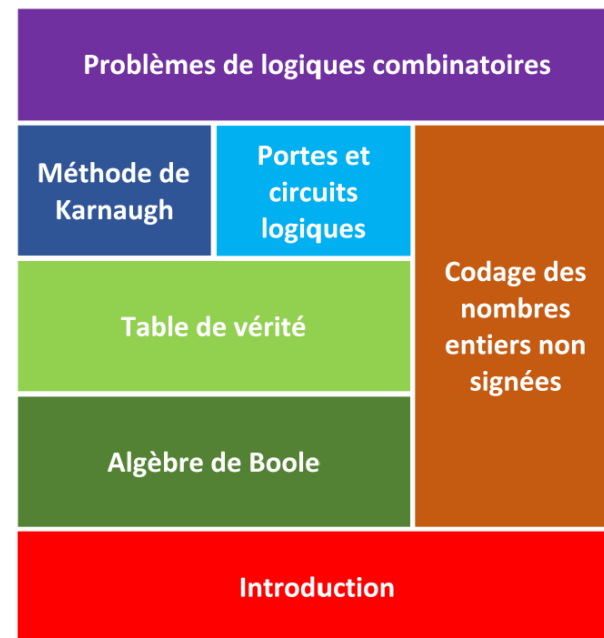 Problèmes de logiques combinatoires
Méthode de
Karnaugh
Portes et
circuits
logiques
Codage des
nombres
entiers non
signées
Table de vérité
Algèbre de Boole
Introduction